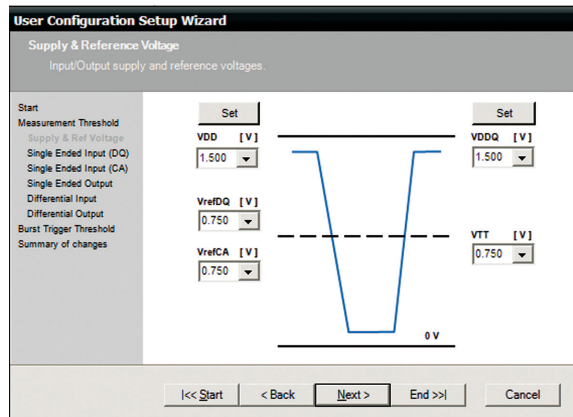 User Configuration Setup Wizard
Supply & Reference Voltage
Input/Output supply and reference voltages.
Start
Measurement Threshold
Supply & Ref Voltage
Single Ended Input (DQ)
Single Ended Input (CA)
Single Ended Output
Differential Input
Differential Output
Burst Trigger Threshold
Summary of changes
Set
VDD [V]
1.500
VrefDQ [V]
0.750
VrefCA [V]
0.750
0 V
Set
VDDQ [V]
1.500
VTT [V]
0.750
|<< Start
< Back
Next >
End >>|
Cancel